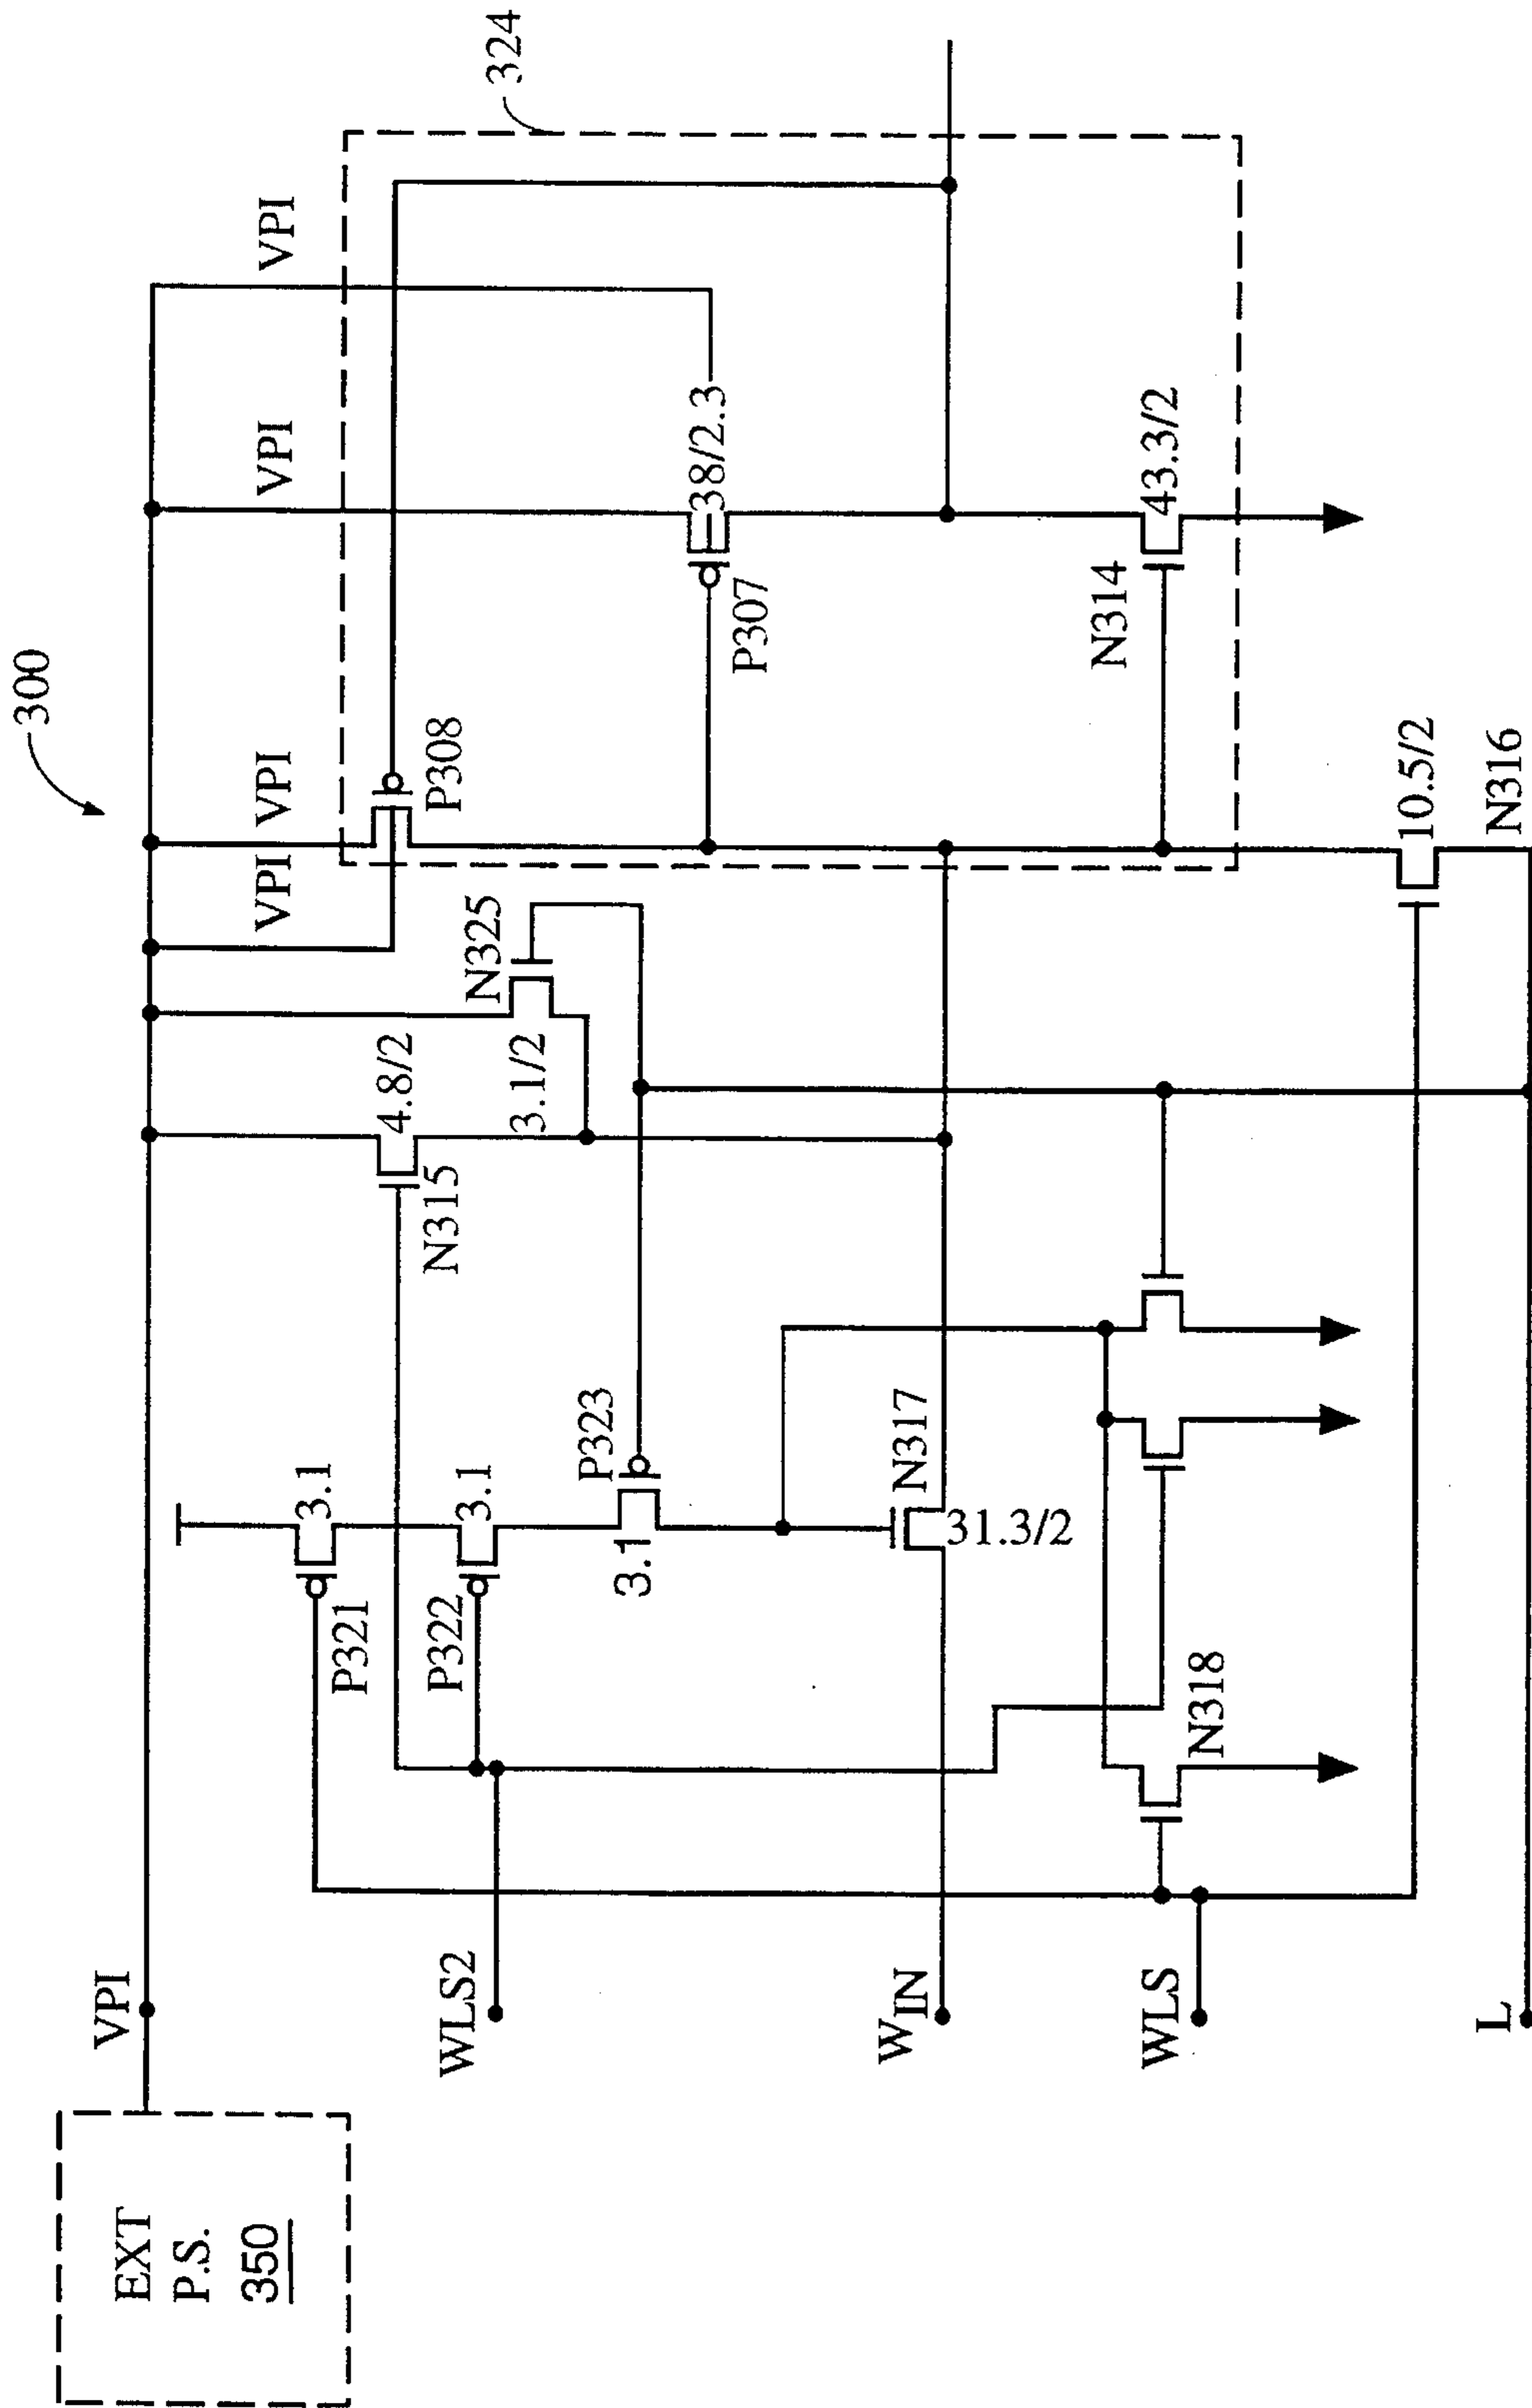 300
324
VPI
VPI
VPI
VPI
VPI
EXT
P.S.
350
P308
N325
3.1/2
4.8/2
N315
38/2.3
P307
43.3/2
N314
10.5/2
N316
3.1
P321
3.1
P322
P323
3.1
N317
31.3/2
N318
WLS2
WIN
WLS
L